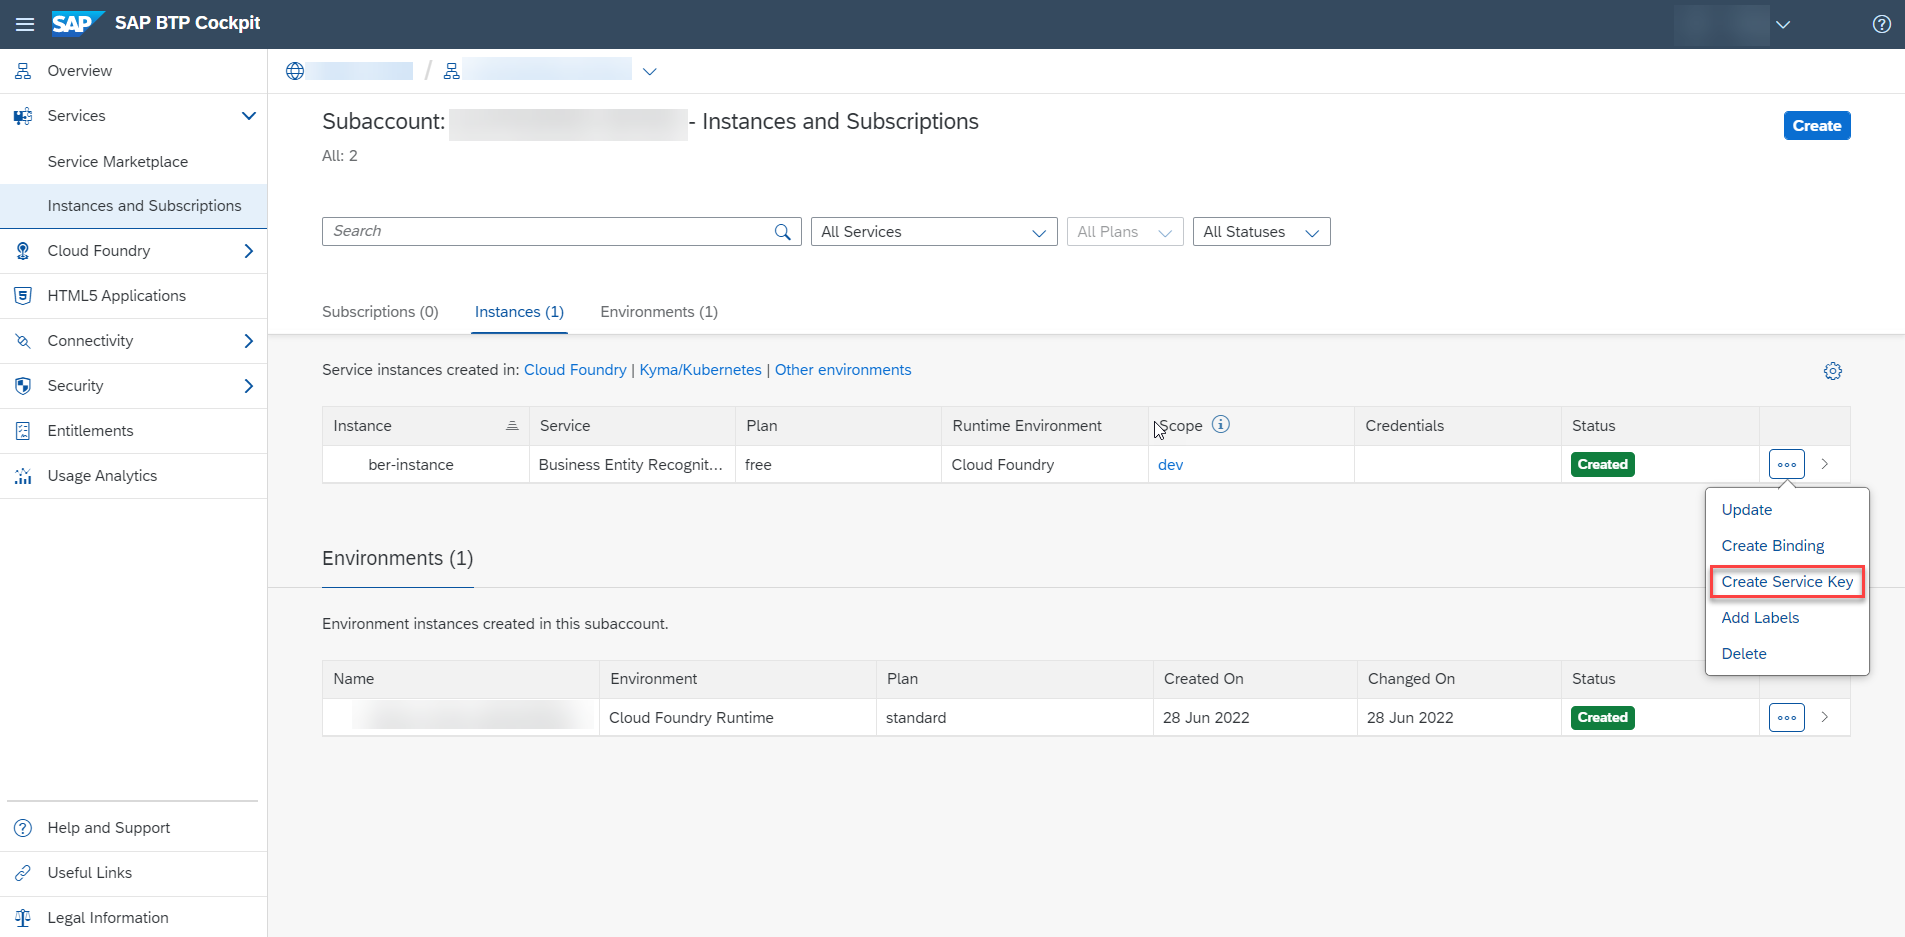 SAP SAP BTP Cockpit
Overview
Services
Service Marketplace
Instances and Subscriptions
Cloud Foundry
HTML5 Applications
Connectivity
Security
Entitlements
Usage Analytics
Help and Support
Useful Links
Legal Information
/
Subaccount: - Instances and Subscriptions
Create
All: 2
Search
All Services
All Plans
All Statuses
Subscriptions (0)
Instances (1)
Environments (1)
Service instances created in: Cloud Foundry | Kyma/Kubernetes | Other environments
Instance Service Plan Runtime Environment Scope Credentials Status
ber-instance Business Entity Recognit... free Cloud Foundry dev Created
Update
Create Binding
Create Service Key
Add Labels
Delete
Environments (1)
Environment instances created in this subaccount.
Name Environment Plan Created On Changed On Status
Cloud Foundry Runtime standard 28 Jun 2022 28 Jun 2022 Created